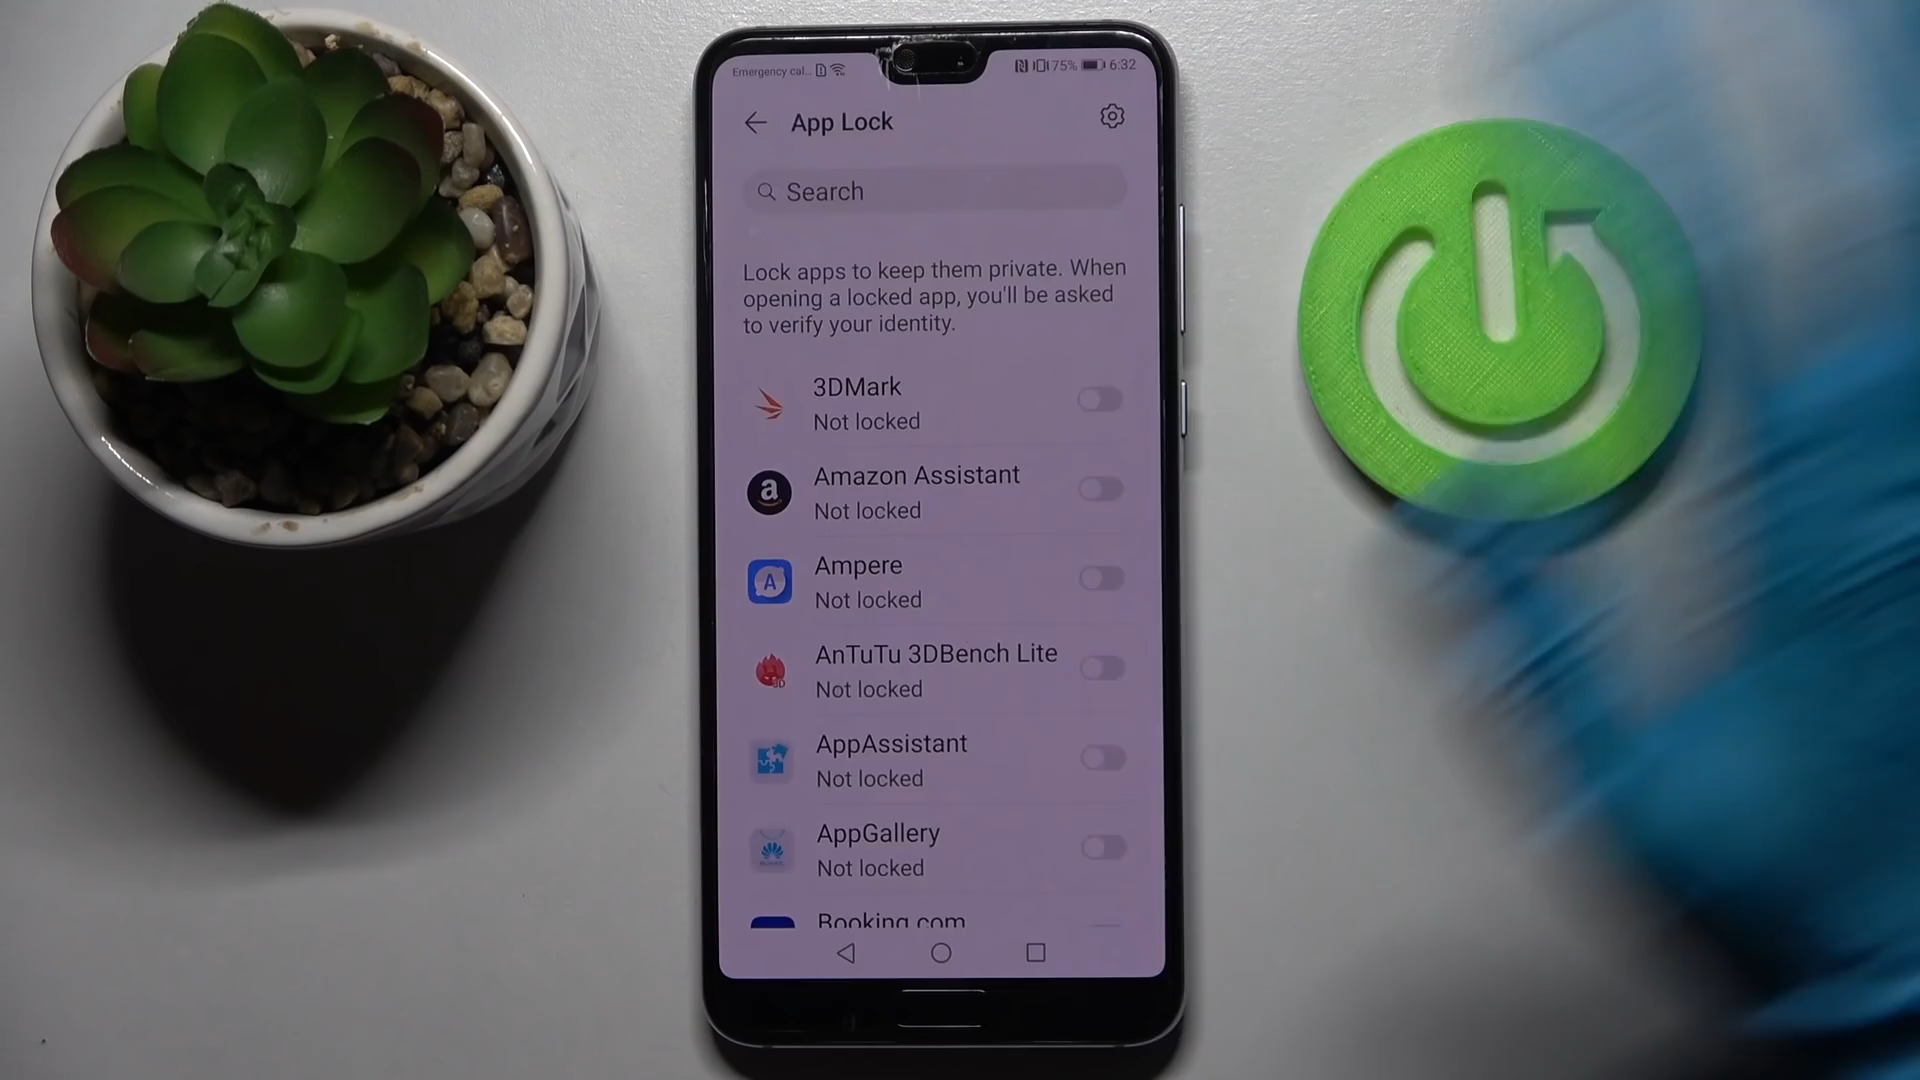 Emergency cal... 75% 6:32
App Lock
Search
Lock apps to keep them private. When
opening a locked app, you'll be asked
to verify your identity.
3DMark
Not locked
Amazon Assistant
Not locked
Ampere
Not locked
AnTuTu 3DBench Lite
Not locked
AppAssistant
Not locked
AppGallery
Not locked
Booking.com